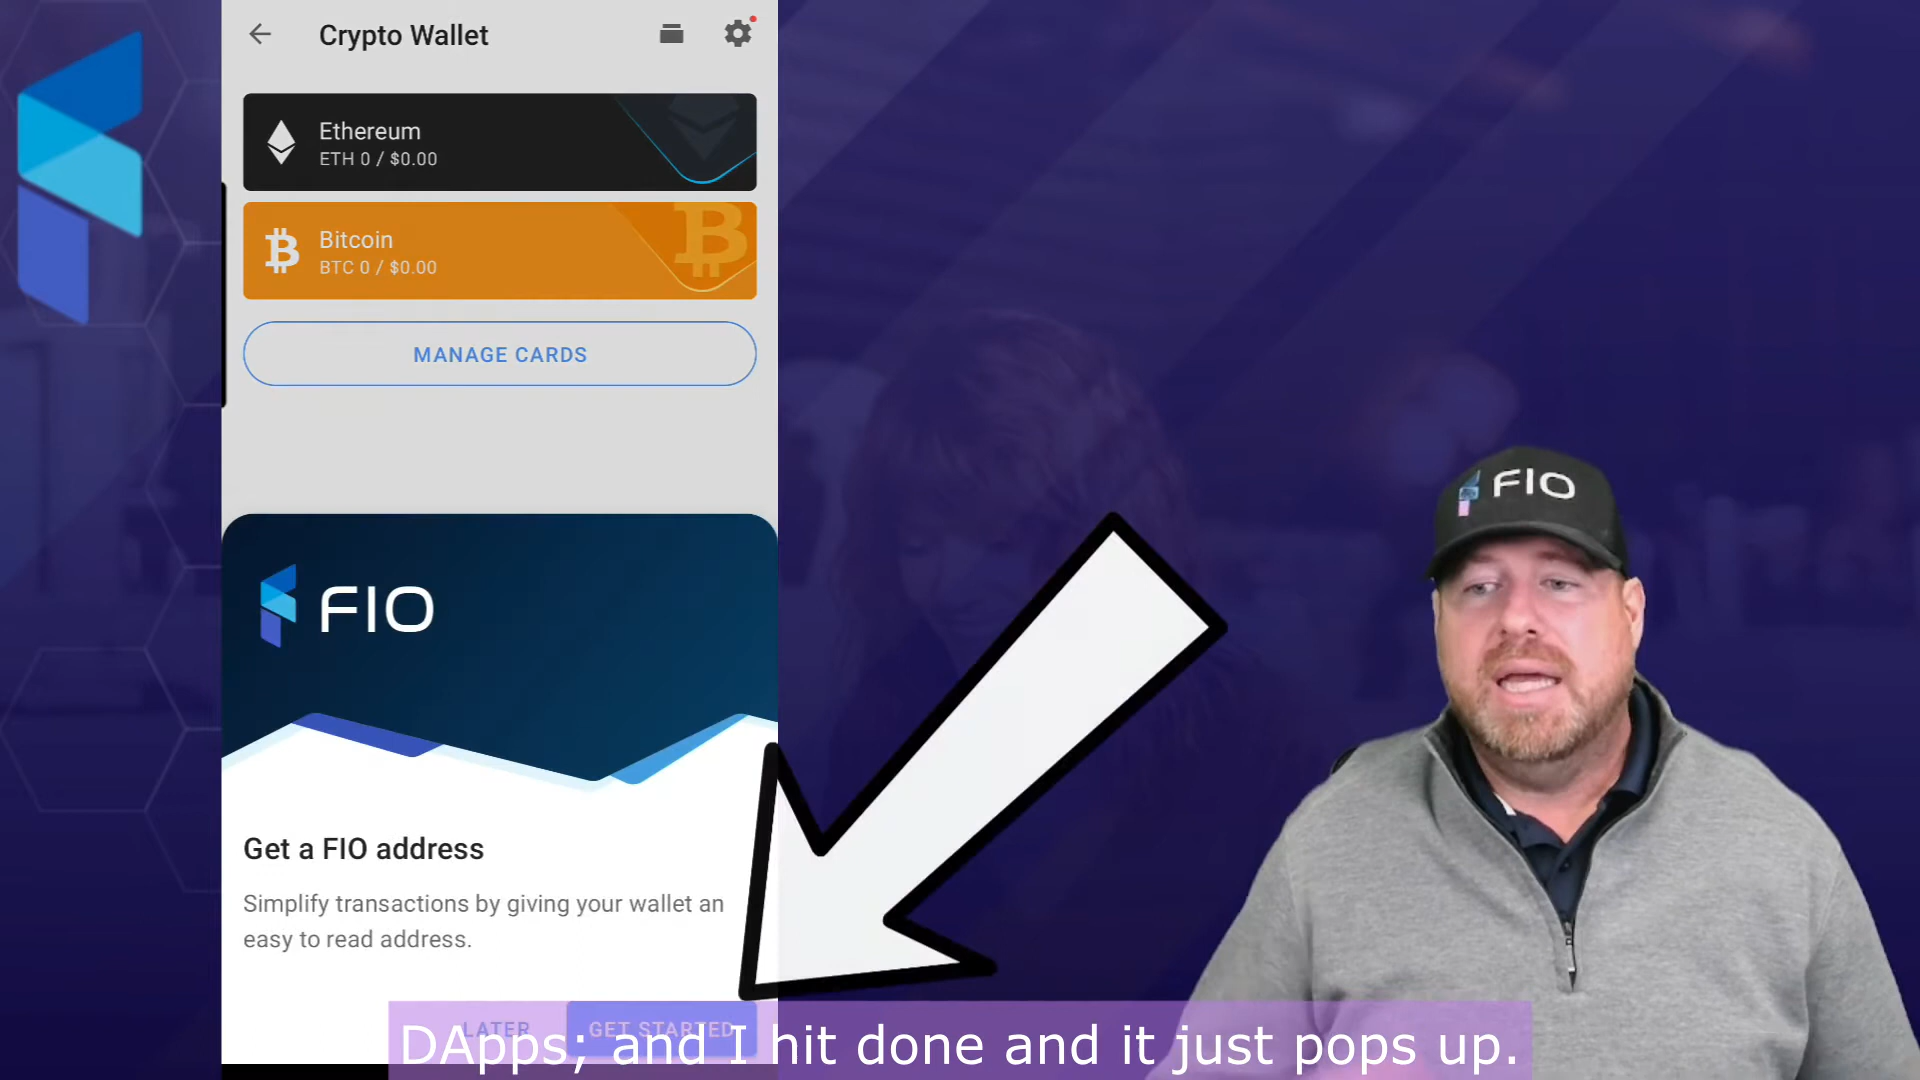 Crypto Wallet
Ethereum
ETH 0 / $0.00
Bitcoin
BTC 0 / $0.00
MANAGE CARDS
FIO
FIO
Get a FIO address
Simplify transactions by giving your wallet an
easy to read address.
LATER
GET STARTED
DApps; and I hit done and it just pops up.